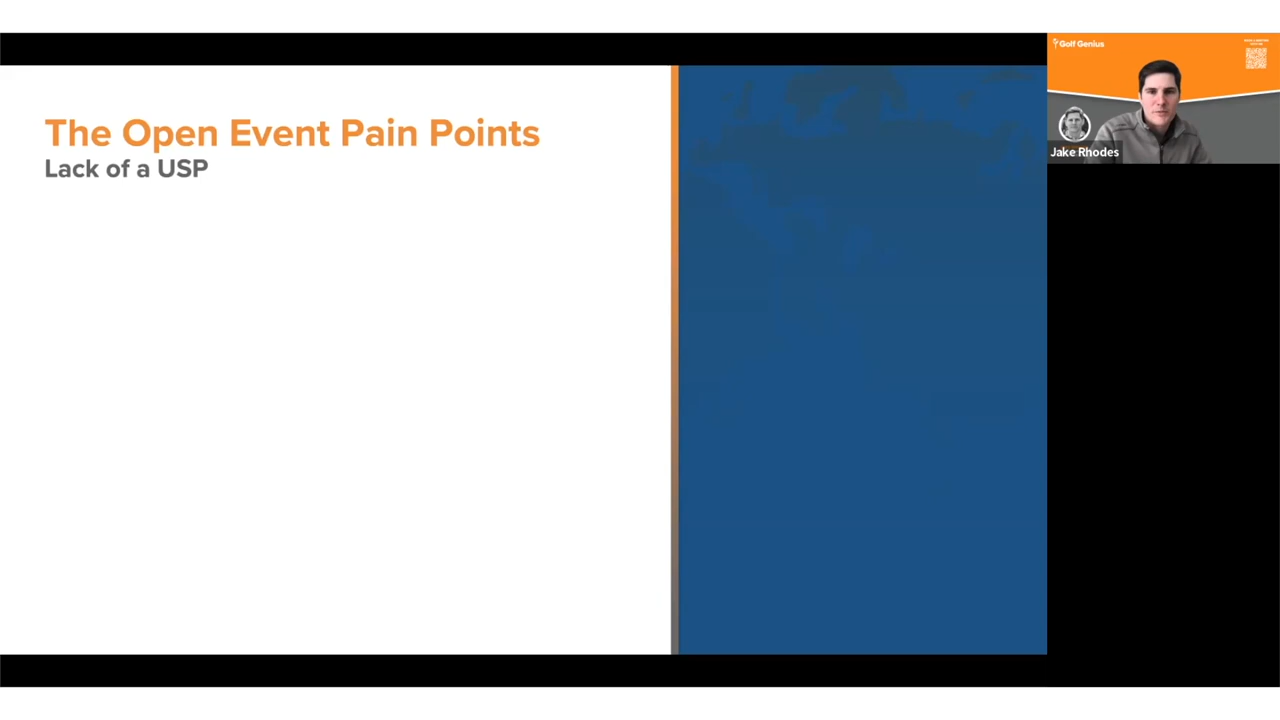 The Open Event Pain Points
Lack of a USP
Golf Genius
Jake Rhodes